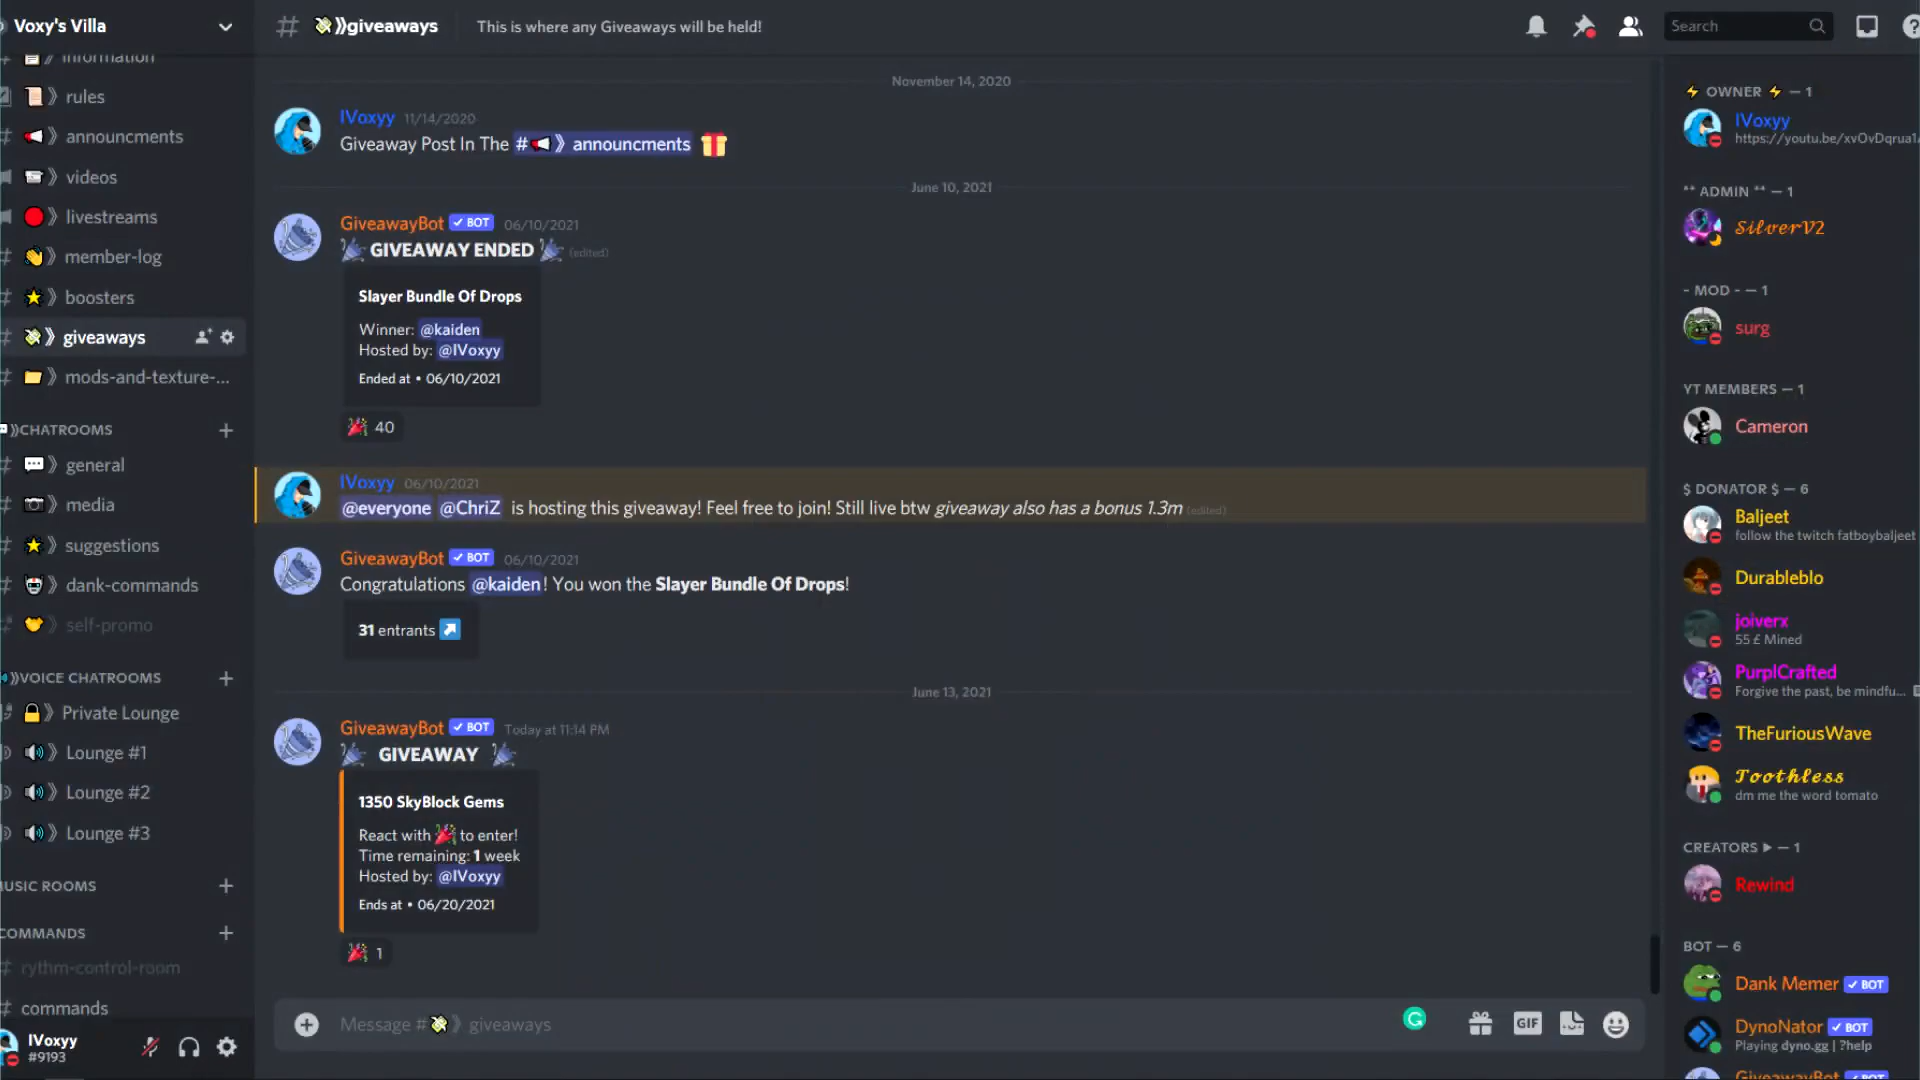 Voxy's Villa
information
rules
announcments
videos
livestreams
member-log
boosters
giveaways
mods-and-texture-...
CHATROOMS
general
media
suggestions
dank-commands
self-promo
VOICE CHATROOMS
Private Lounge
Lounge #1
Lounge #2
Lounge #3
MUSIC ROOMS
COMMANDS
rythm-control-room
commands
IVoxyy
#9193
# 》giveaways
This is where any Giveaways will be held!
Search
November 14, 2020
IVoxyy 11/14/2020
Giveaway Post In The # 》 announcments
June 10, 2021
GiveawayBot ✓ BOT 06/10/2021
GIVEAWAY ENDED (edited)
Slayer Bundle Of Drops
Winner: @kaiden
Hosted by: @IVoxyy
Ended at • 06/10/2021
40
IVoxyy 06/10/2021
@everyone @ChriZ is hosting this giveaway! Feel free to join! Still live btw giveaway also has a bonus 1.3m (edited)
GiveawayBot ✓ BOT 06/10/2021
Congratulations @kaiden! You won the Slayer Bundle Of Drops!
31 entrants
June 13, 2021
GiveawayBot ✓ BOT Today at 11:14 PM
GIVEAWAY
1350 SkyBlock Gems
React with to enter!
Time remaining: 1 week
Hosted by: @IVoxyy
Ends at • 06/20/2021
1
Message # 》 giveaways
GIF
⚡ OWNER ⚡ — 1
IVoxyy
https://youtu.be/xvOvDqrua1
** ADMIN ** — 1
SilverV2
- MOD - — 1
surg
YT MEMBERS — 1
Cameron
$ DONATOR $ — 6
Baljeet
follow the twitch fatboybaljeet
Durableblo
joiverx
55 £ Mined
PurplCrafted
Forgive the past, be mindfu...
TheFuriousWave
Toothless
dm me the word tomato
CREATORS ▶ — 1
Rewind
BOT — 6
Dank Memer ✓ BOT
DynoNator ✓ BOT
Playing dyno.gg | ?help
GiveawayBot ✓ BOT